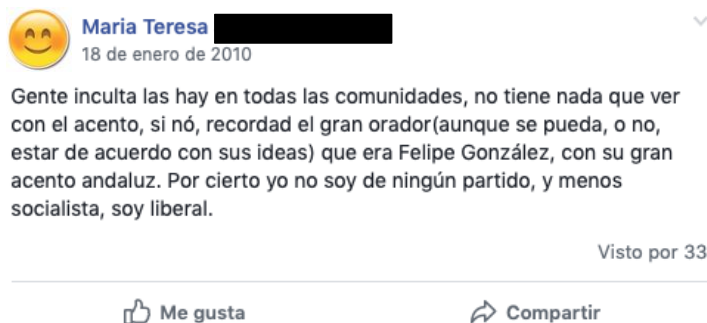 Maria Teresa
18 de enero de 2010
Gente inculta las hay en todas las comunidades, no tiene nada que ver
con el acento, si nó, recordad el gran orador(aunque se pueda, o no,
estar de acuerdo con sus ideas) que era Felipe González, con su gran
acento andaluz. Por cierto yo no soy de ningún partido, y menos
socialista, soy liberal.
Visto por 33
Me gusta
Compartir